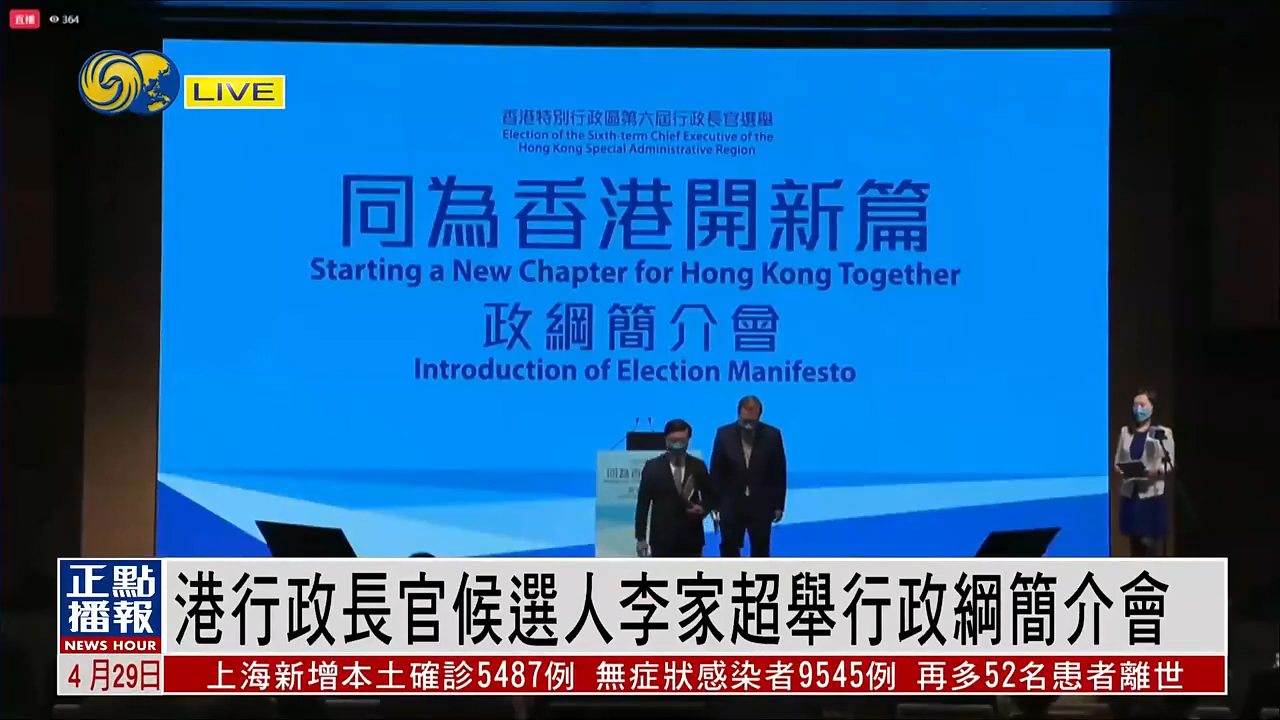 直播 364
LIVE
香港特別行政區第六屆行政長官選舉
Election of the Sixth-term Chief Executive of the
Hong Kong Special Administrative Region
同為香港開新篇
Starting a New Chapter for Hong Kong Together
政綱簡介會
Introduction of Election Manifesto
同為香
正點
播報
NEWS HOUR
港行政長官候選人李家超舉行政綱簡介會
4月29日
上海新增本土確診5487例 無症狀感染者9545例 再多52名患者離世